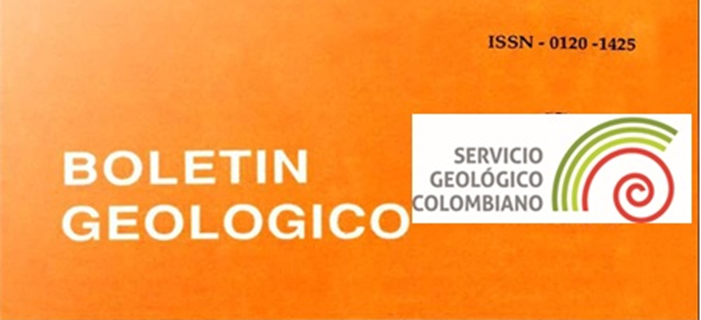 ISSN - 0120 -1425
BOLETIN
GEOLOGICO
SERVICIO
GEOLÓGICO
COLOMBIANO